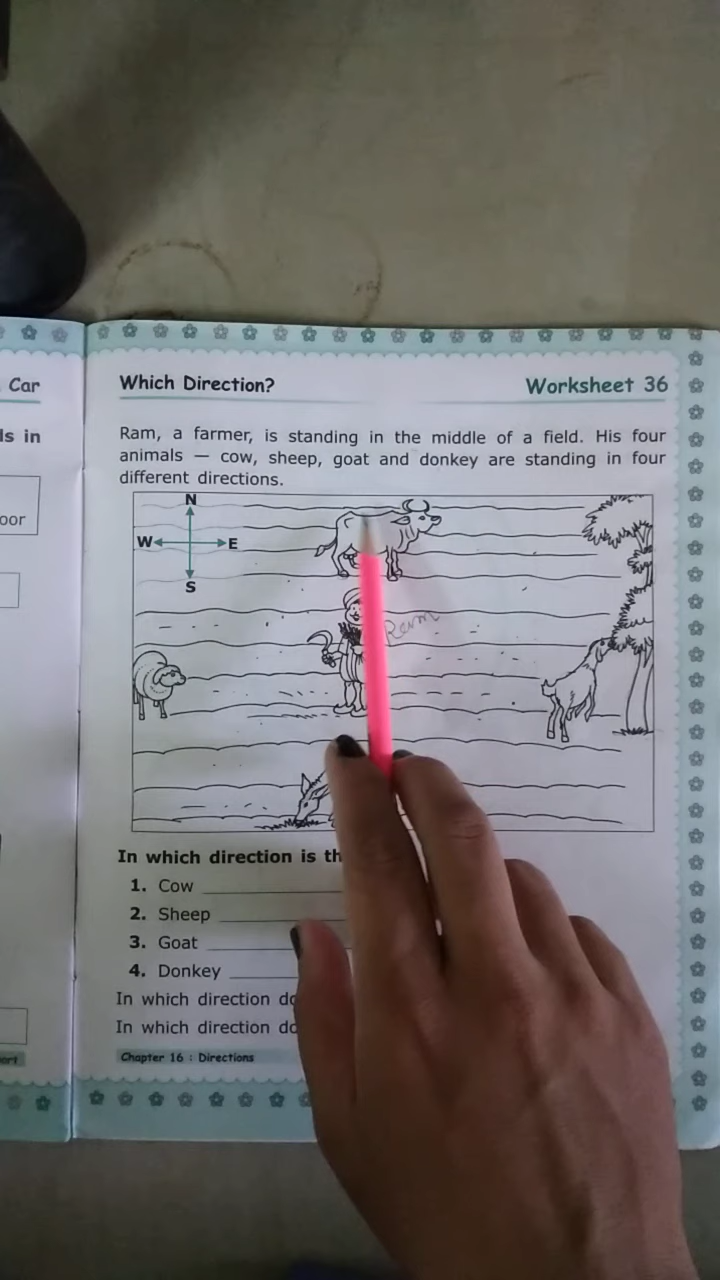 Car
ls in
oor
Which Direction?
Worksheet 36
Ram, a farmer, is standing in the middle of a field. His four
animals — cow, sheep, goat and donkey are standing in four
different directions.
N
W
E
S
Ram
In which direction is th
1. Cow
2. Sheep
3. Goat
4. Donkey
In which direction do
In which direction do
Chapter 16 : Directions